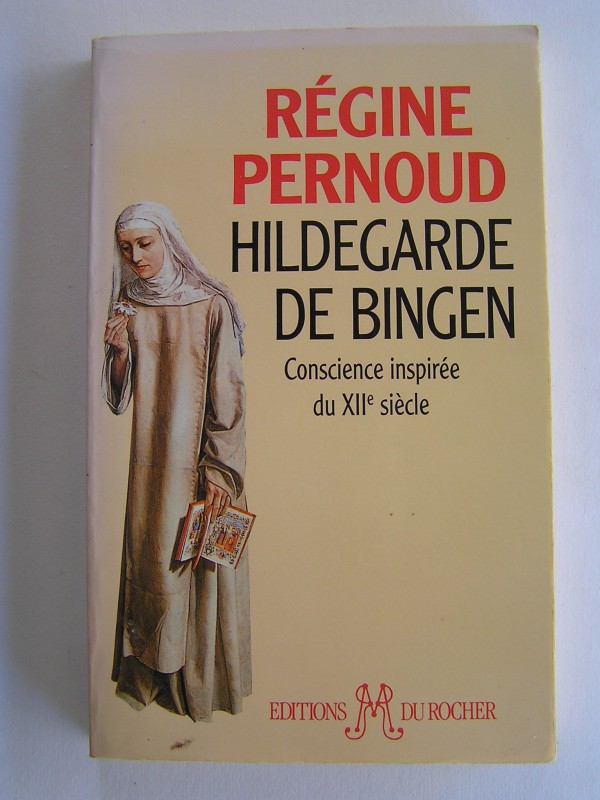 RÉGINE
PERNOUD
HILDEGARDE
DE BINGEN
Conscience inspirée
du XIIe siècle
EDITIONS DU ROCHER